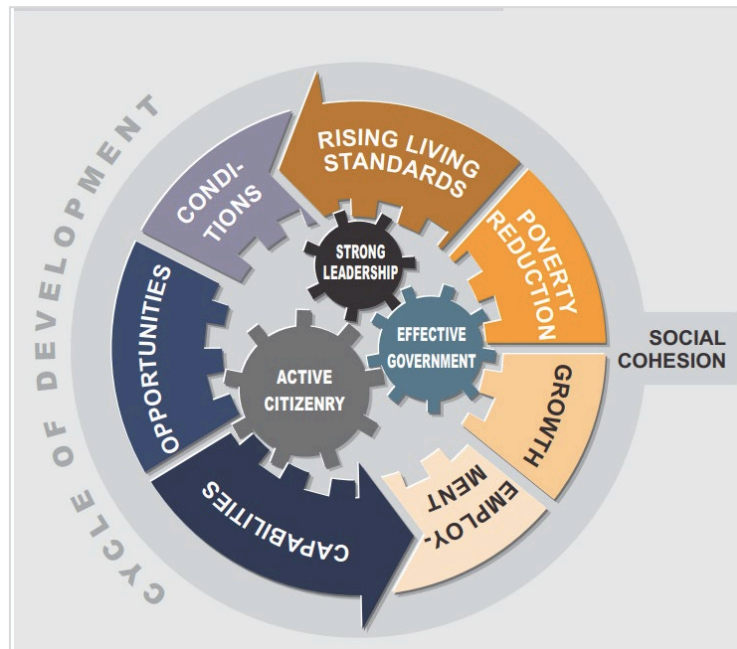 CYCLE OF DEVELOPMENT
RISING LIVING
STANDARDS
POVERTY
REDUCTION
GROWTH
EMPLOY-
MENT
CAPABILITIES
OPPORTUNITIES
CONDI-
TIONS
STRONG
LEADERSHIP
EFFECTIVE
GOVERNMENT
ACTIVE
CITIZENRY
SOCIAL
COHESION